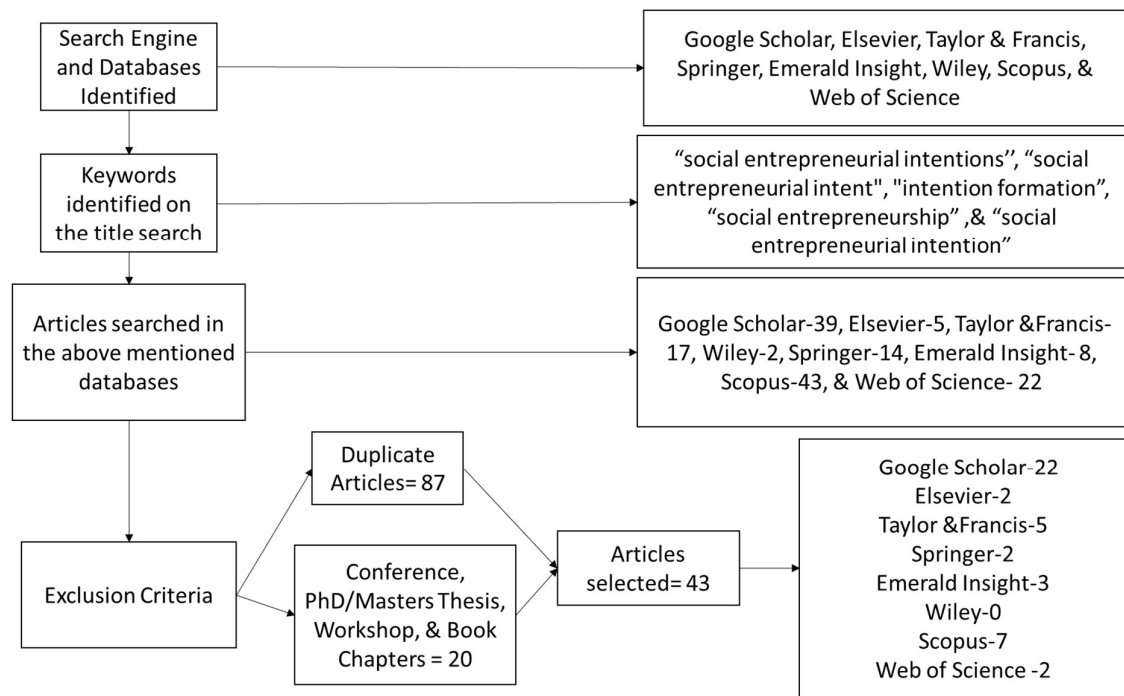 Search Engine
and Databases
Identified
Google Scholar, Elsevier, Taylor & Francis,
Springer, Emerald Insight, Wiley, Scopus, &
Web of Science
Keywords
identified on
the title search
“social entrepreneurial intentions’’, “social
entrepreneurial intent", "intention formation”,
“social entrepreneurship” ,& “social
entrepreneurial intention”
Articles searched in
the above mentioned
databases
Google Scholar-39, Elsevier-5, Taylor &Francis-
17, Wiley-2, Springer-14, Emerald Insight- 8,
Scopus-43, & Web of Science- 22
Exclusion Criteria
Duplicate
Articles= 87
Conference,
PhD/Masters Thesis,
Workshop, & Book
Chapters = 20
Articles
selected= 43
Google Scholar-22
Elsevier-2
Taylor &Francis-5
Springer-2
Emerald Insight-3
Wiley-0
Scopus-7
Web of Science -2